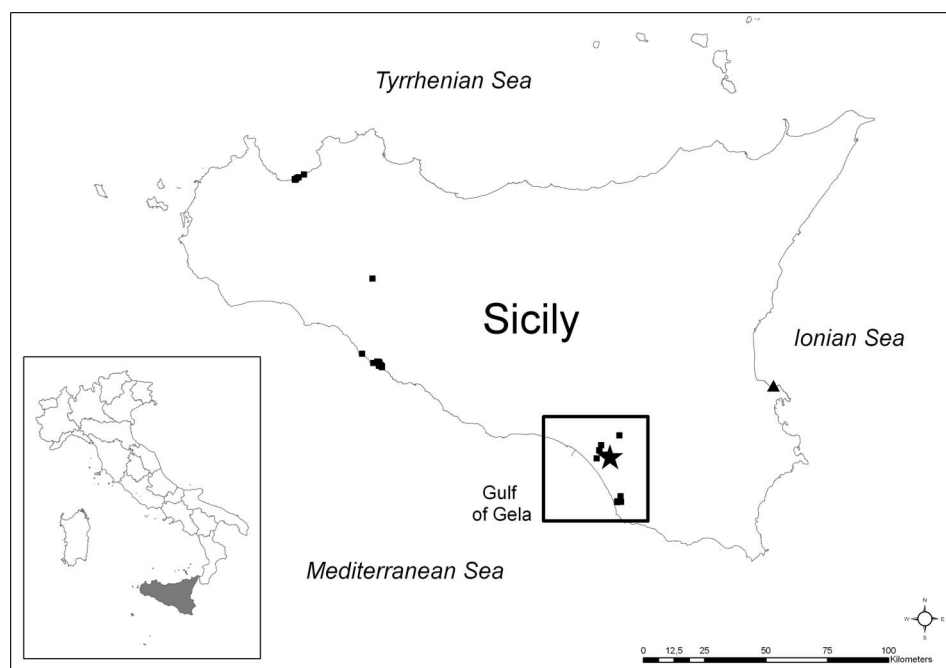 Tyrrhenian Sea
Sicily
Ionian Sea
Gulf
of Gela
Mediterranean Sea
N
W E
S
0 12,5 25 50 75 100
Kilometers